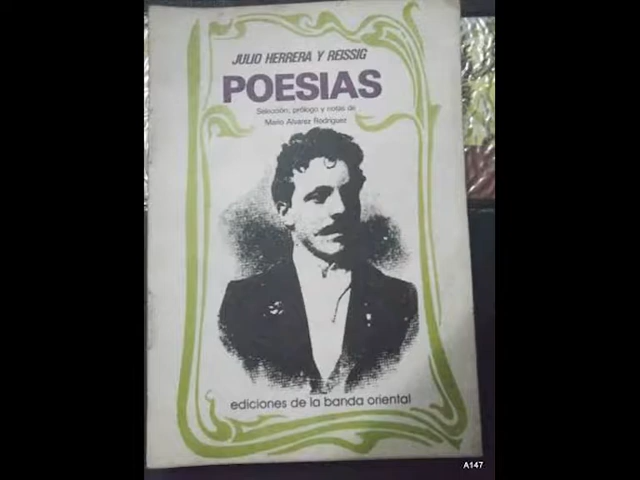 JULIO HERRERA Y REISSIG
POESIAS
Selección, prólogo y notas de
Mario Alvarez Rodríguez
ediciones de la banda oriental
A147